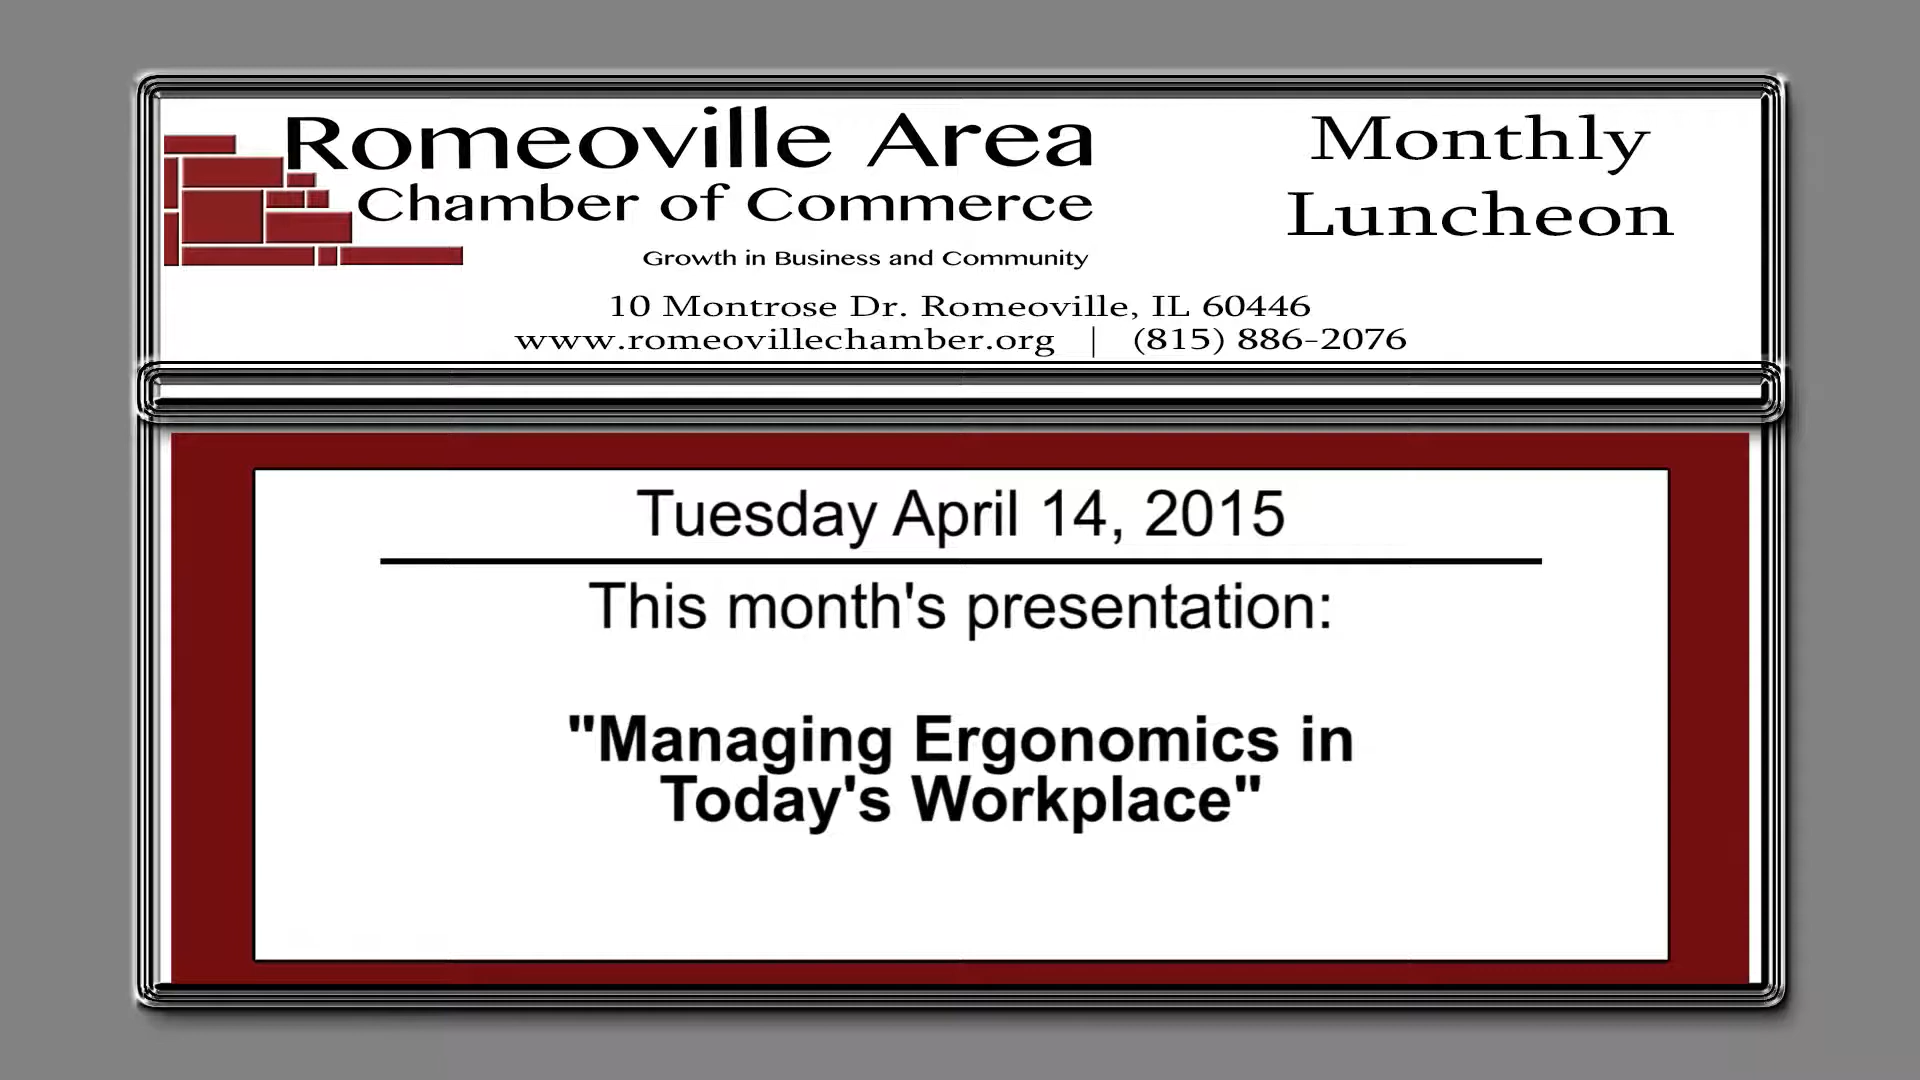 Romeoville Area
Chamber of Commerce
Growth in Business and Community
Monthly
Luncheon
10 Montrose Dr. Romeoville, IL 60446
www.romeovillechamber.org | (815) 886-2076
Tuesday April 14, 2015
This month's presentation:
"Managing Ergonomics in
Today's Workplace"